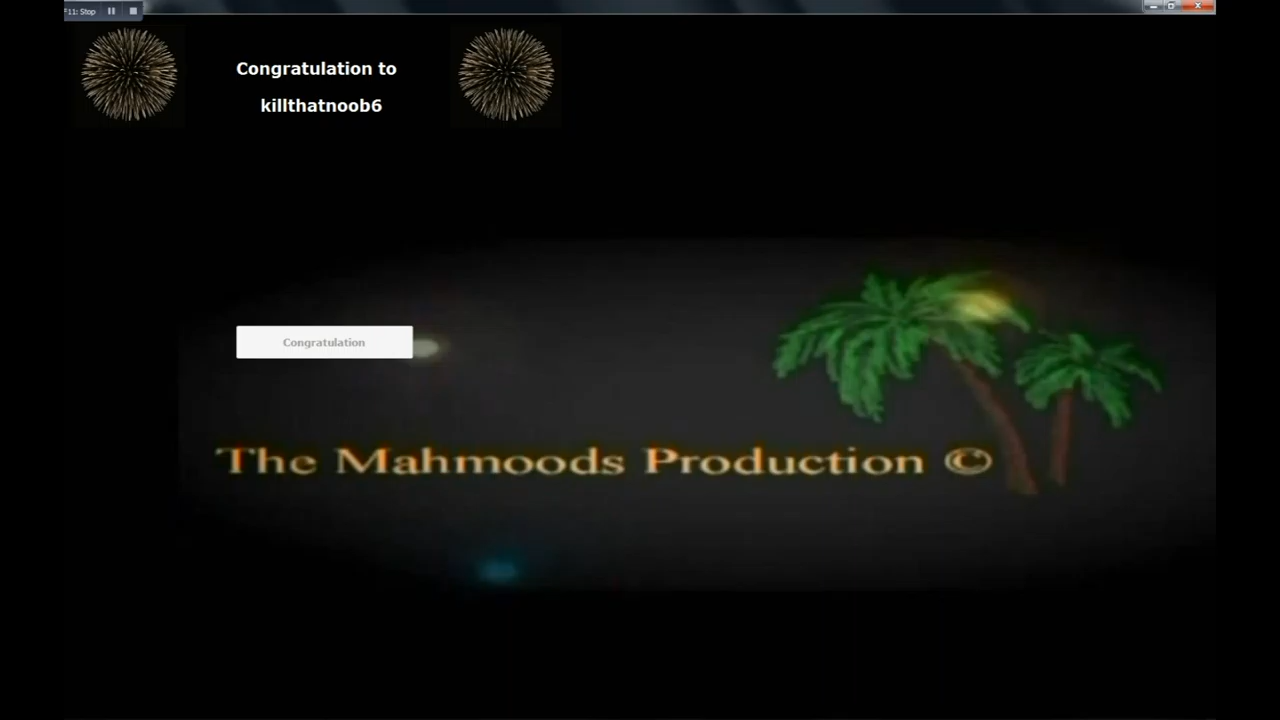 F11: Stop
Congratulation to
killthatnoob6
Congratulation
The Mahmoods Production ©